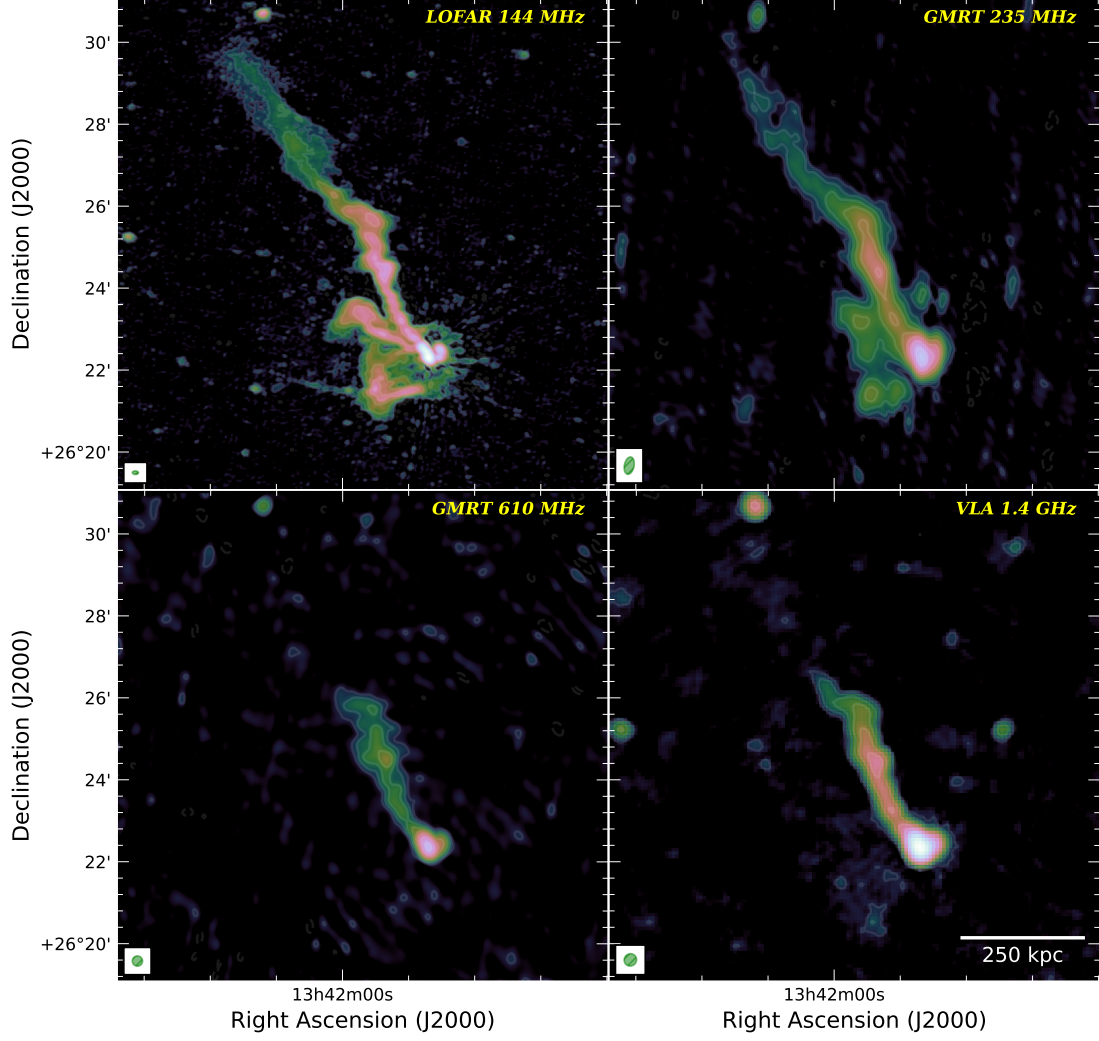 LOFAR 144 MHz
GMRT 235 MHz
30'
28'
26'
24'
22'
+26°20'
Declination (J2000)
GMRT 610 MHz
VLA 1.4 GHz
30'
28'
26'
24'
22'
+26°20'
Declination (J2000)
250 kpc
13h42m00s
13h42m00s
Right Ascension (J2000)
Right Ascension (J2000)